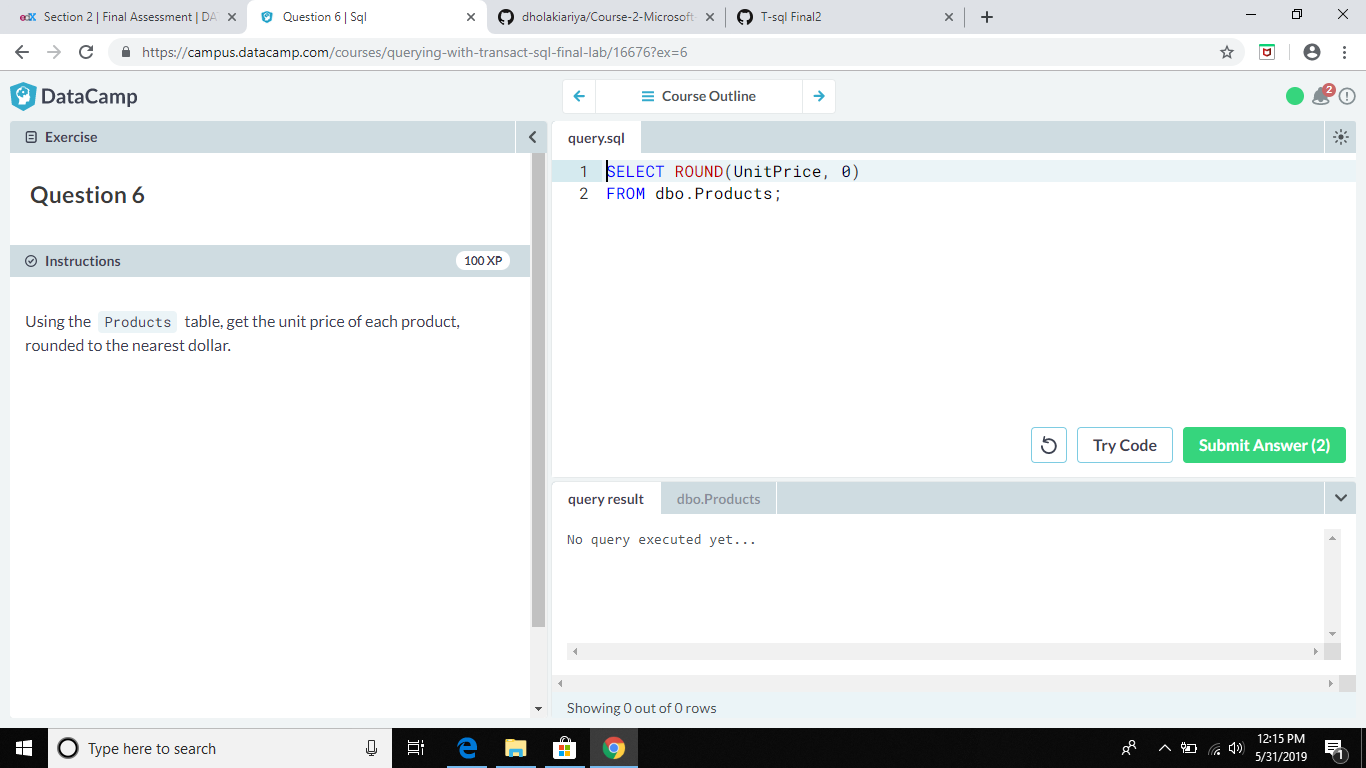 edX Section 2 | Final Assessment | DA
Question 6 | Sql
dholakiariya/Course-2-Microsoft-
T-sql Final2
https://campus.datacamp.com/courses/querying-with-transact-sql-final-lab/16676?ex=6
DataCamp
Course Outline
2
Exercise
Question 6
Instructions
100 XP
Using the Products table, get the unit price of each product,
rounded to the nearest dollar.
query.sql
1 SELECT ROUND(UnitPrice, 0)
2 FROM dbo.Products;
Try Code
Submit Answer (2)
query result
dbo.Products
No query executed yet...
Showing 0 out of 0 rows
Type here to search
12:15 PM
5/31/2019
1